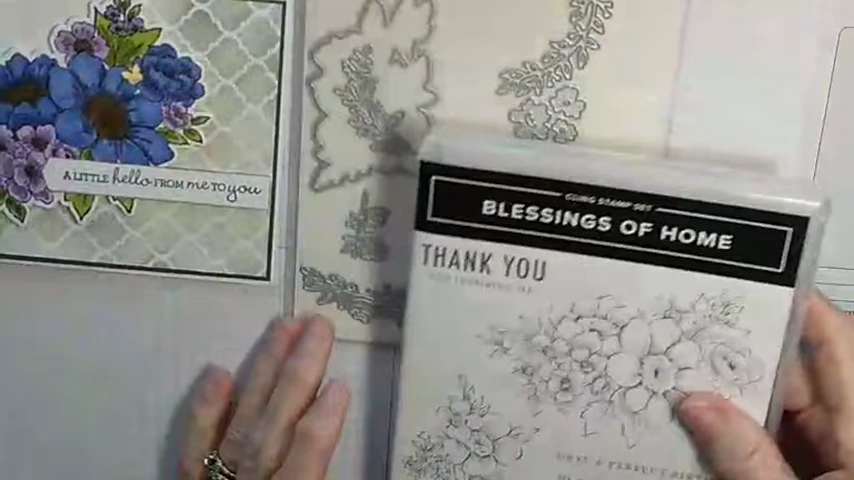 A LITTLE hello FROM ME TO YOU
CLING STAMP SET
BLESSINGS OF HOME
THANK YOU